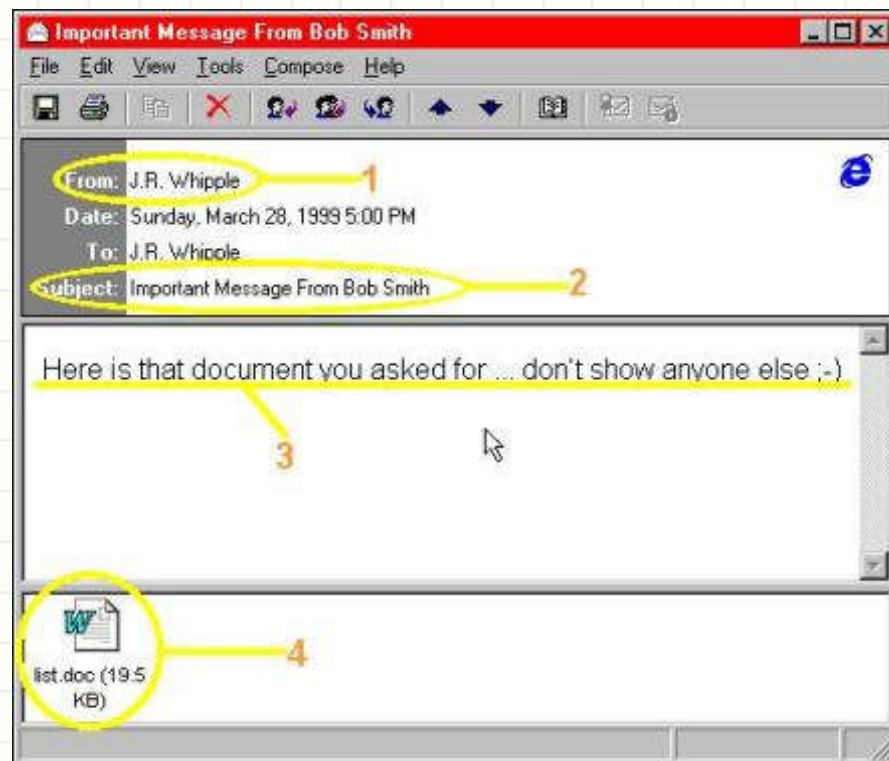 Important Message From Bob Smith
File Edit View Tools Compose Help
From: J.R. Whipple 1
Date: Sunday, March 28, 1999 5:00 PM
To: J.R. Whipple
Subject: Important Message From Bob Smith 2
Here is that document you asked for ... don't show anyone else ;-)
3
W
list.doc (19.5
KB)
4